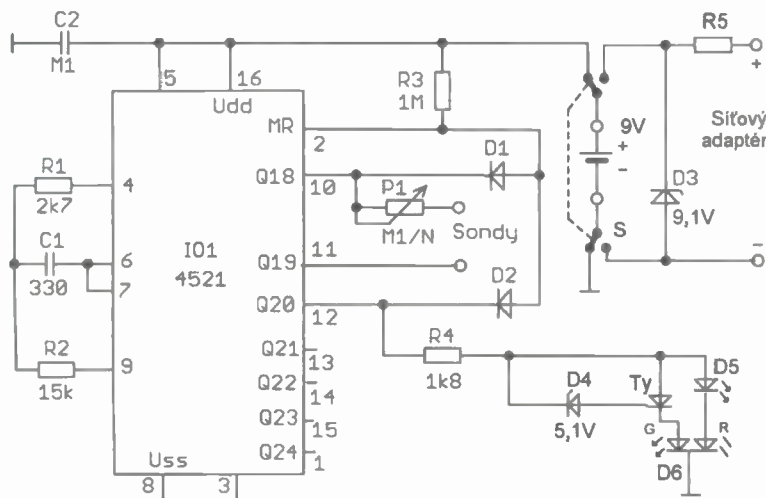 C2
M1
5
16
Udd
R3
1M
MR
2
R1
2k7
4
C1
330
6
7
R2
15k
9
IO1
4521
Q18
10
P1
M1/N
Sondy
D1
Q19
11
Q20
12
D2
Q21
13
Q22
14
Q23
15
Q24
1
Uss
8
3
R4
1k8
D4
5,1V
Ty
G
R
D5
D6
9V
+
-
S
D3
9,1V
R5
+
Síťový
adaptér
-